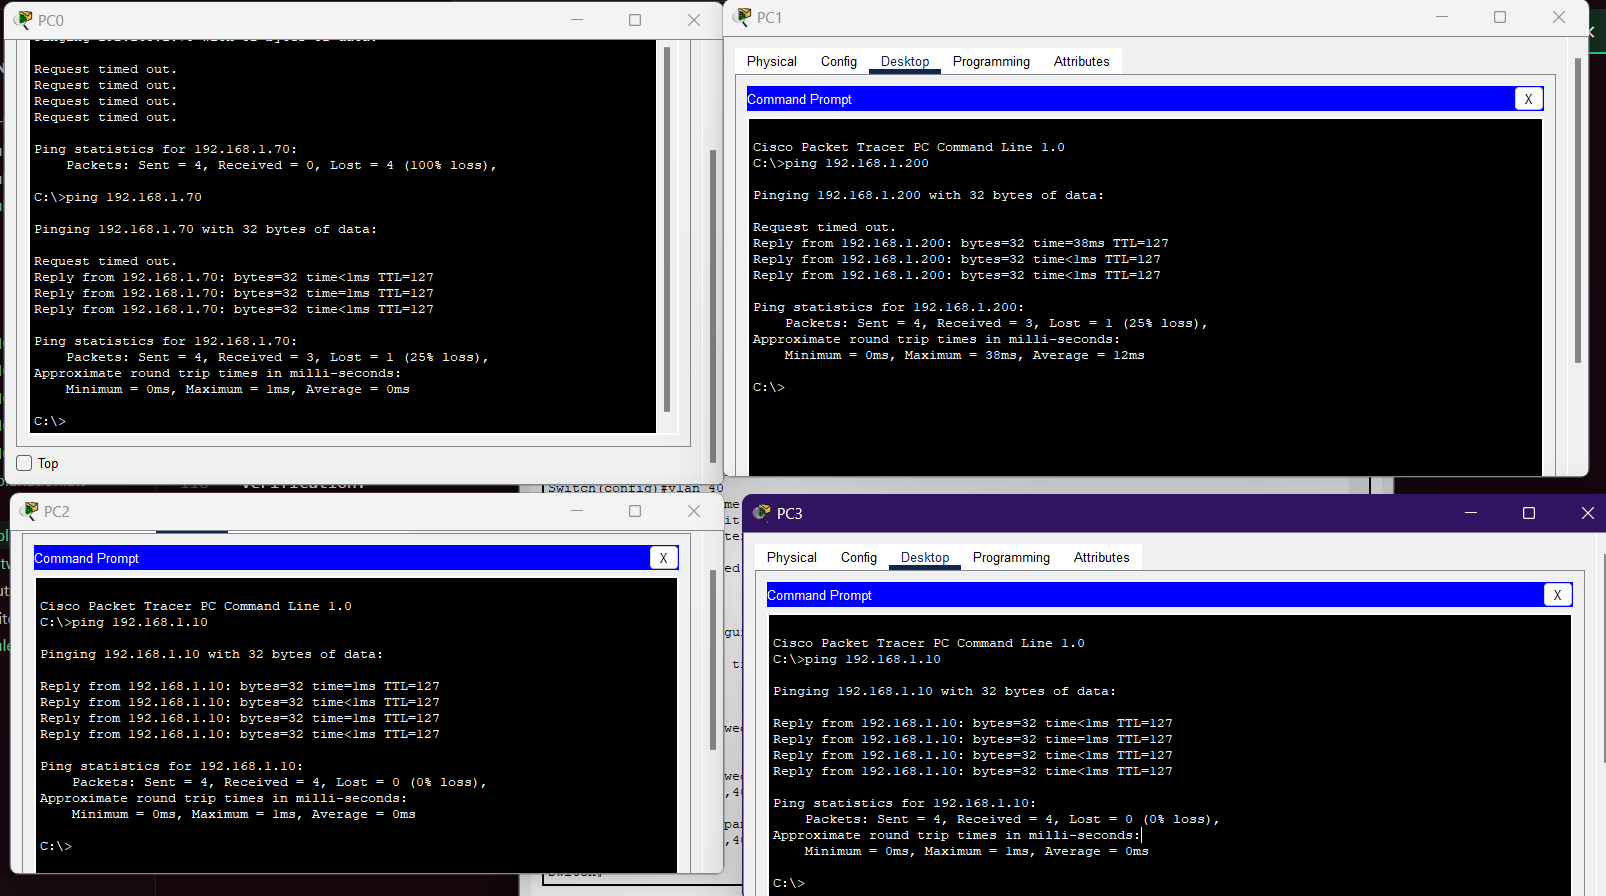 PC0
Request timed out.
Request timed out.
Request timed out.
Request timed out.
Ping statistics for 192.168.1.70:
Packets: Sent = 4, Received = 0, Lost = 4 (100% loss),
C:\>ping 192.168.1.70
Pinging 192.168.1.70 with 32 bytes of data:
Request timed out.
Reply from 192.168.1.70: bytes=32 time<1ms TTL=127
Reply from 192.168.1.70: bytes=32 time=1ms TTL=127
Reply from 192.168.1.70: bytes=32 time<1ms TTL=127
Ping statistics for 192.168.1.70:
Packets: Sent = 4, Received = 3, Lost = 1 (25% loss),
Approximate round trip times in milli-seconds:
Minimum = 0ms, Maximum = 1ms, Average = 0ms
C:\>
Top
PC1
Physical Config Desktop Programming Attributes
Command Prompt X
Cisco Packet Tracer PC Command Line 1.0
C:\>ping 192.168.1.200
Pinging 192.168.1.200 with 32 bytes of data:
Request timed out.
Reply from 192.168.1.200: bytes=32 time=38ms TTL=127
Reply from 192.168.1.200: bytes=32 time<1ms TTL=127
Reply from 192.168.1.200: bytes=32 time<1ms TTL=127
Ping statistics for 192.168.1.200:
Packets: Sent = 4, Received = 3, Lost = 1 (25% loss),
Approximate round trip times in milli-seconds:
Minimum = 0ms, Maximum = 38ms, Average = 12ms
C:\>
Switch(config)#vlan 40
PC2
Command Prompt X
Cisco Packet Tracer PC Command Line 1.0
C:\>ping 192.168.1.10
Pinging 192.168.1.10 with 32 bytes of data:
Reply from 192.168.1.10: bytes=32 time=1ms TTL=127
Reply from 192.168.1.10: bytes=32 time<1ms TTL=127
Reply from 192.168.1.10: bytes=32 time=1ms TTL=127
Reply from 192.168.1.10: bytes=32 time<1ms TTL=127
Ping statistics for 192.168.1.10:
Packets: Sent = 4, Received = 4, Lost = 0 (0% loss),
Approximate round trip times in milli-seconds:
Minimum = 0ms, Maximum = 1ms, Average = 0ms
C:\>
PC3
Physical Config Desktop Programming Attributes
Command Prompt X
Cisco Packet Tracer PC Command Line 1.0
C:\>ping 192.168.1.10
Pinging 192.168.1.10 with 32 bytes of data:
Reply from 192.168.1.10: bytes=32 time<1ms TTL=127
Reply from 192.168.1.10: bytes=32 time=1ms TTL=127
Reply from 192.168.1.10: bytes=32 time<1ms TTL=127
Reply from 192.168.1.10: bytes=32 time<1ms TTL=127
Ping statistics for 192.168.1.10:
Packets: Sent = 4, Received = 4, Lost = 0 (0% loss),
Approximate round trip times in milli-seconds:
Minimum = 0ms, Maximum = 1ms, Average = 0ms
C:\>